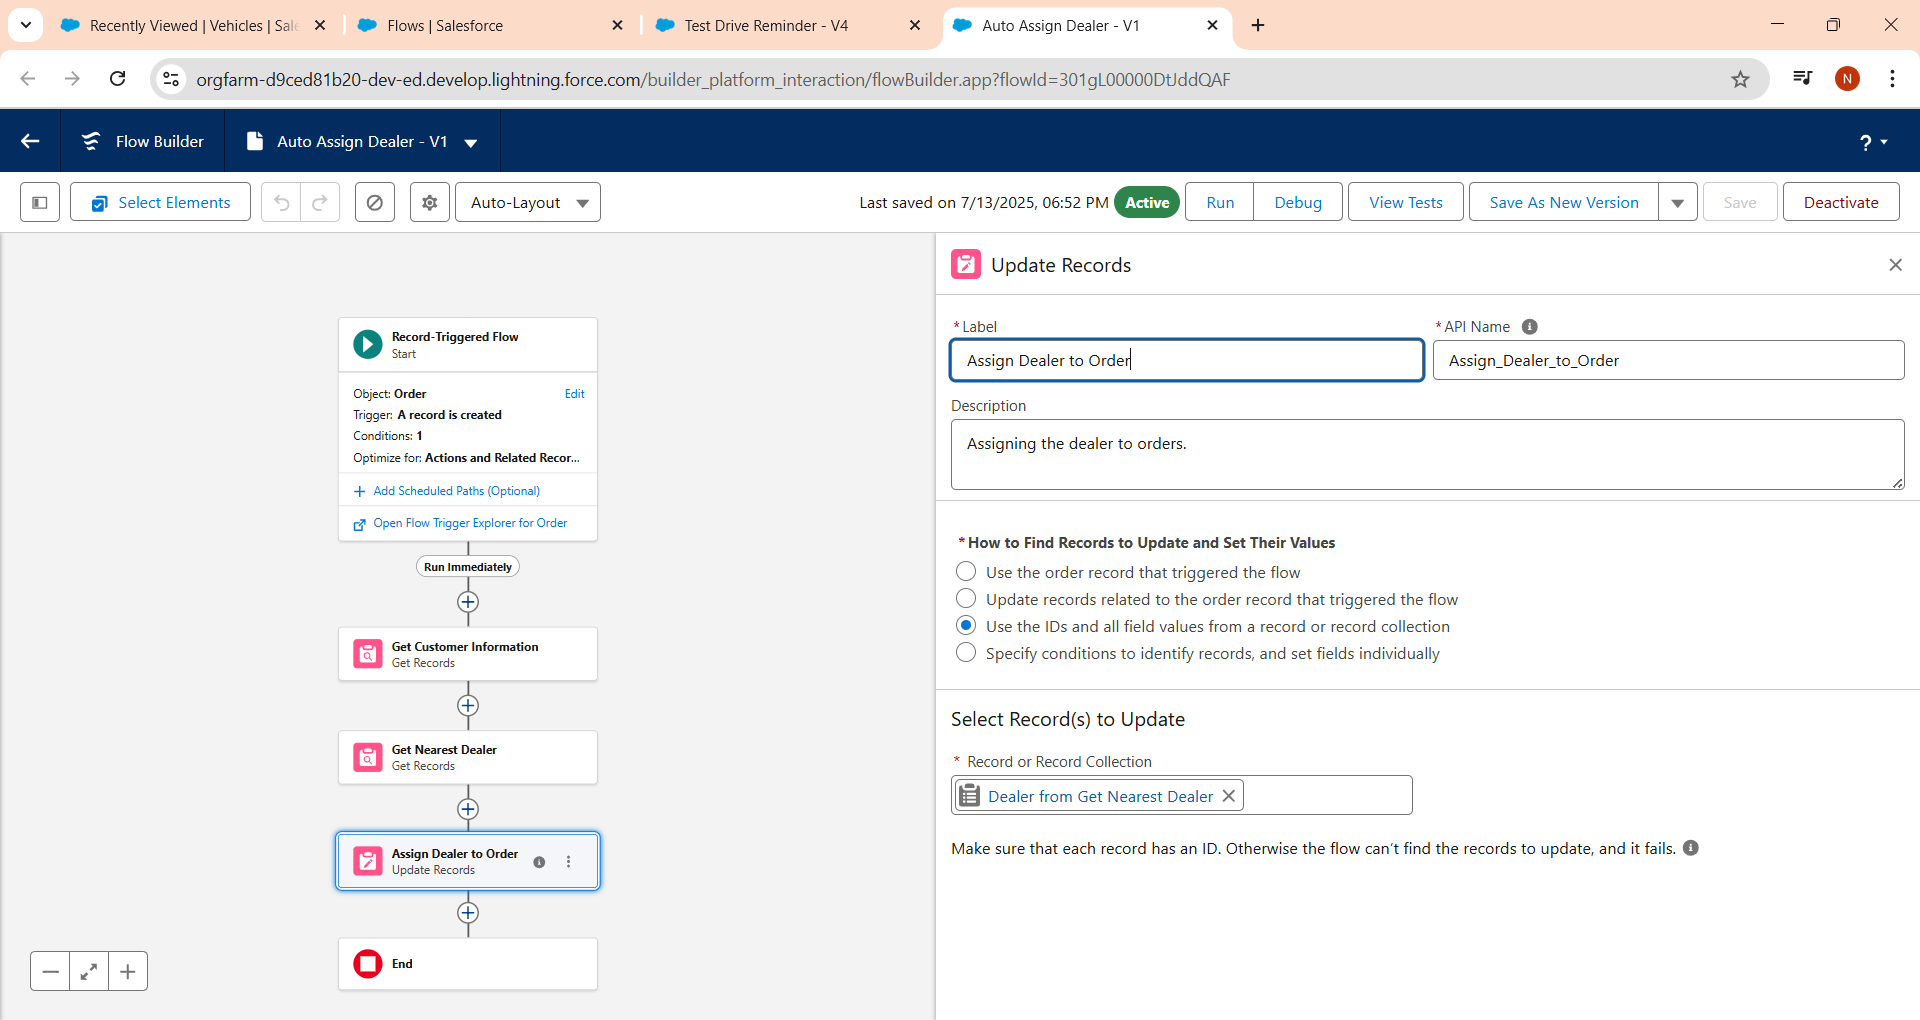 Recently Viewed | Vehicles | Sale
Flows | Salesforce
Test Drive Reminder - V4
Auto Assign Dealer - V1
orgfarm-d9ced81b20-dev-ed.develop.lightning.force.com/builder_platform_interaction/flowBuilder.app?flowId=301gL00000DtJddQAF
N
Flow Builder
Auto Assign Dealer - V1
?
Select Elements
Auto-Layout
Last saved on 7/13/2025, 06:52 PM
Active
Run
Debug
View Tests
Save As New Version
Save
Deactivate
Record-Triggered Flow
Start
Object: Order
Edit
Trigger: A record is created
Conditions: 1
Optimize for: Actions and Related Recor...
Add Scheduled Paths (Optional)
Open Flow Trigger Explorer for Order
Run Immediately
Get Customer Information
Get Records
Get Nearest Dealer
Get Records
Assign Dealer to Order
Update Records
End
Update Records
* Label
Assign Dealer to Order
* API Name
Assign_Dealer_to_Order
Description
Assigning the dealer to orders.
* How to Find Records to Update and Set Their Values
Use the order record that triggered the flow
Update records related to the order record that triggered the flow
Use the IDs and all field values from a record or record collection
Specify conditions to identify records, and set fields individually
Select Record(s) to Update
* Record or Record Collection
Dealer from Get Nearest Dealer
Make sure that each record has an ID. Otherwise the flow can't find the records to update, and it fails.